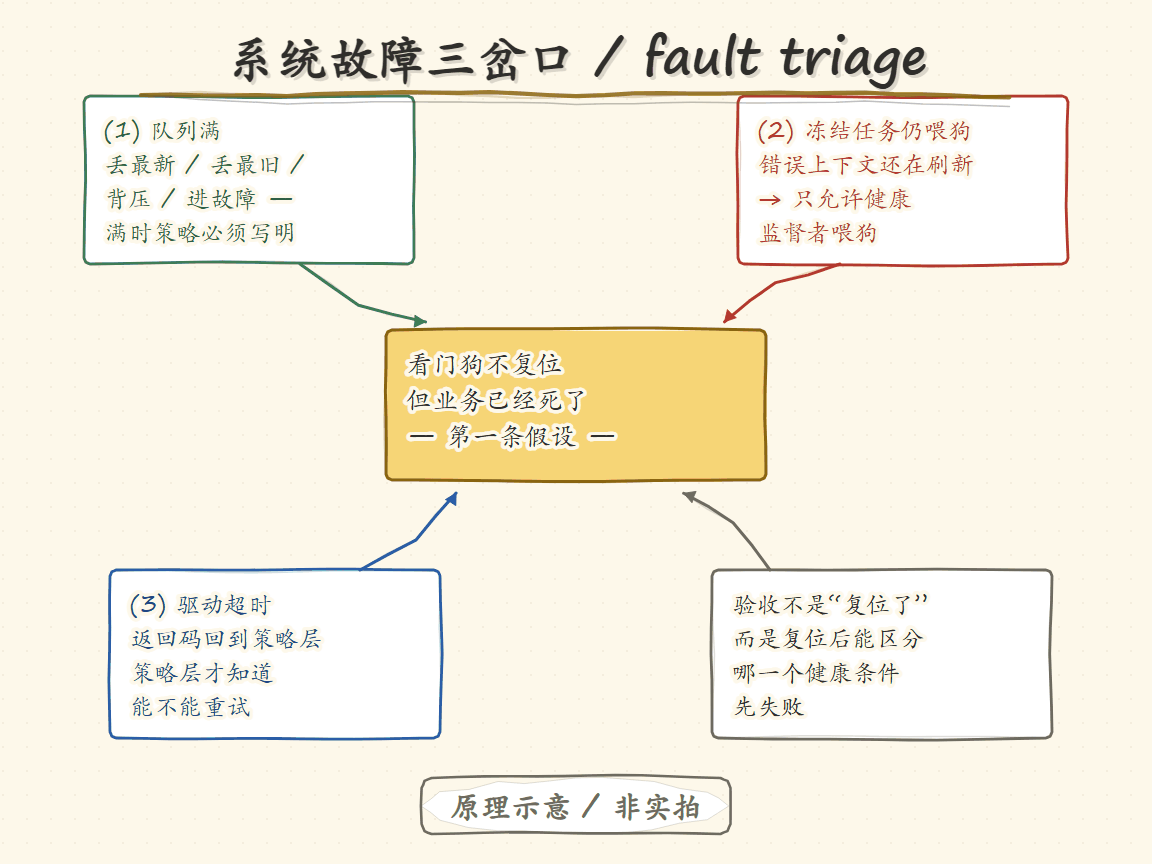 系统故障三岔口 / fault triage
(1) 队列满
丢最新 / 丢最旧 /
背压 / 进故障 —
满时策略必须写明
(2) 冻结任务仍喂狗
错误上下文还在刷新
→ 只允许健康
监督者喂狗
看门狗不复位
但业务已经死了
— 第一条假设 —
(3) 驱动超时
返回码回到策略层
策略层才知道
能不能重试
验收不是“复位了”
而是复位后能区分
哪一个健康条件
先失败
原理示意 / 非实拍